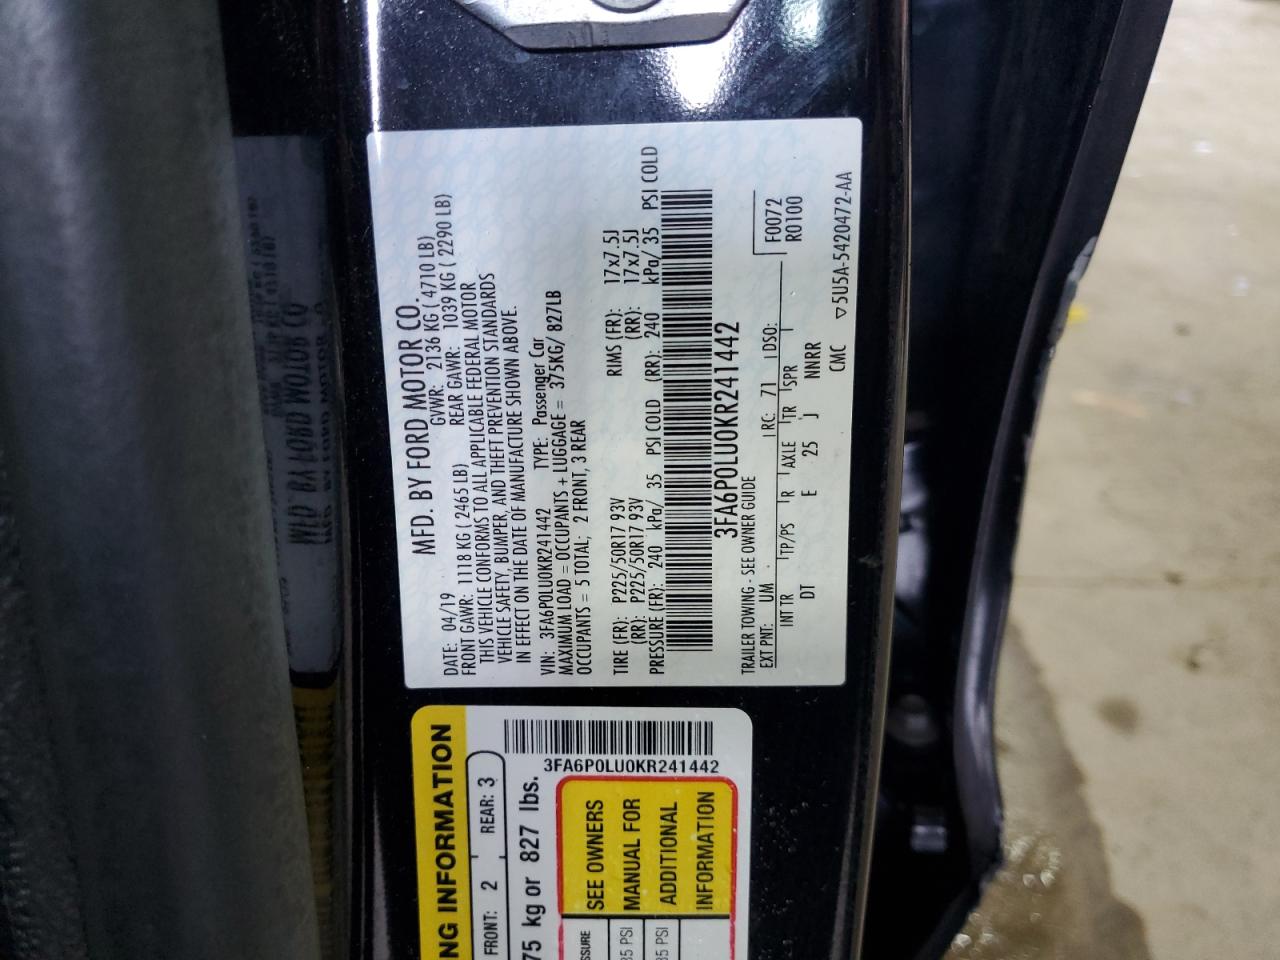 MFD. BY FORD MOTOR CO.
DATE: 04/19 GVWR: 2136 KG ( 4710 LB)
FRONT GAWR: 1118 KG ( 2465 LB) REAR GAWR: 1039 KG ( 2290 LB)
THIS VEHICLE CONFORMS TO ALL APPLICABLE FEDERAL MOTOR
VEHICLE SAFETY, BUMPER, AND THEFT PREVENTION STANDARDS
IN EFFECT ON THE DATE OF MANUFACTURE SHOWN ABOVE.
VIN: 3FA6P0LU0KR241442 TYPE: Passenger Car
MAXIMUM LOAD = OCCUPANTS + LUGGAGE = 375KG/ 827LB
OCCUPANTS = 5 TOTAL; 2 FRONT, 3 REAR
TIRE (FR): P225/50R17 93V RIMS (FR): 17x7.5J
(RR): P225/50R17 93V (RR): 17x7.5J
PRESSURE (FR): 240 kPa/ 35 PSI COLD (RR): 240 kPa/ 35 PSI COLD
3FA6P0LU0KR241442
TRAILER TOWING - SEE OWNER GUIDE
F0072
EXT PNT: UM RC: 71 DSO: R0100
INT TR TP/PS R AXLE TR SPR
DT E 25 J NNRR
CMC ▿5U5A-5420472-AA
NG INFORMATION
FRONT: 2 REAR: 3
75 kg or 827 lbs.
3FA6P0LU0KR241442
SEE OWNERS
MANUAL FOR
ADDITIONAL
INFORMATION
SSURE
35 PSI
35 PSI